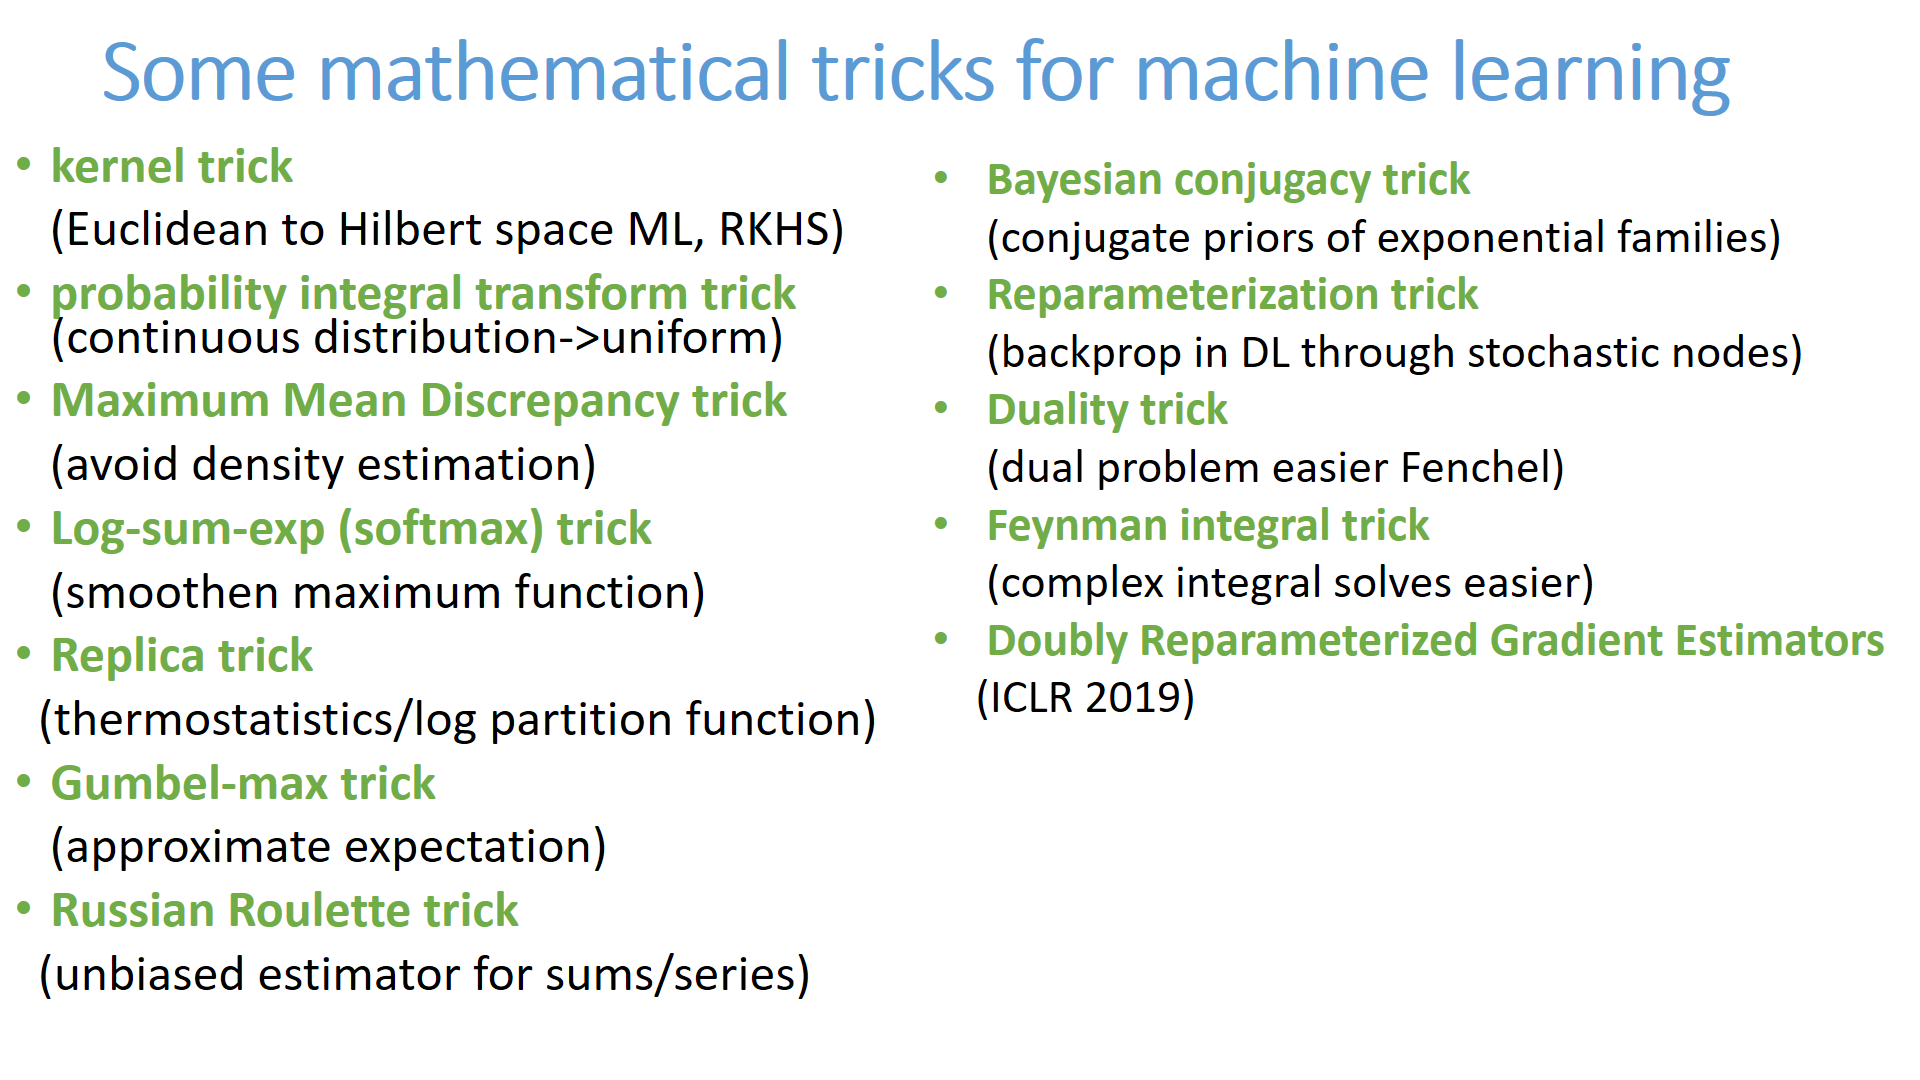 Some mathematical tricks for machine learning
• kernel trick
(Euclidean to Hilbert space ML, RKHS)
• probability integral transform trick
(continuous distribution->uniform)
• Maximum Mean Discrepancy trick
(avoid density estimation)
• Log-sum-exp (softmax) trick
(smoothen maximum function)
• Replica trick
(thermostatistics/log partition function)
• Gumbel-max trick
(approximate expectation)
• Russian Roulette trick
(unbiased estimator for sums/series)
• Bayesian conjugacy trick
(conjugate priors of exponential families)
• Reparameterization trick
(backprop in DL through stochastic nodes)
• Duality trick
(dual problem easier Fenchel)
• Feynman integral trick
(complex integral solves easier)
• Doubly Reparameterized Gradient Estimators
(ICLR 2019)